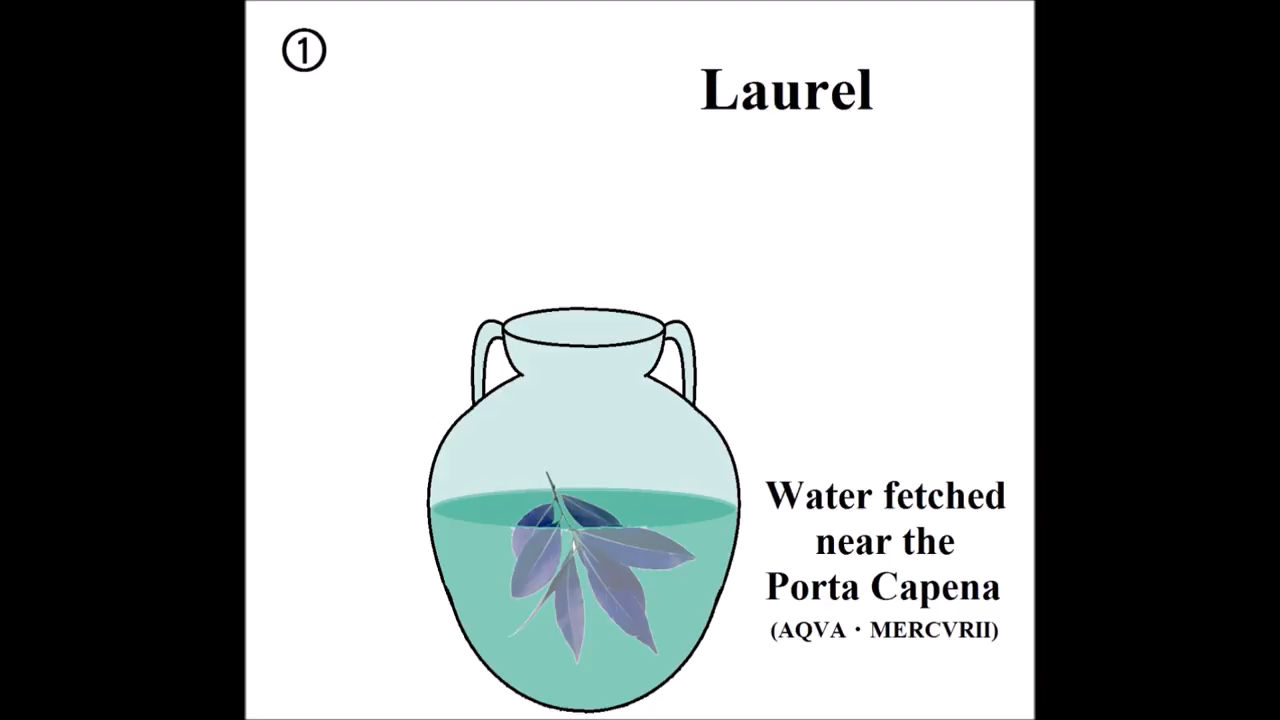 ①
Laurel
Water fetched
near the
Porta Capena
(AQVA・MERCVRII)